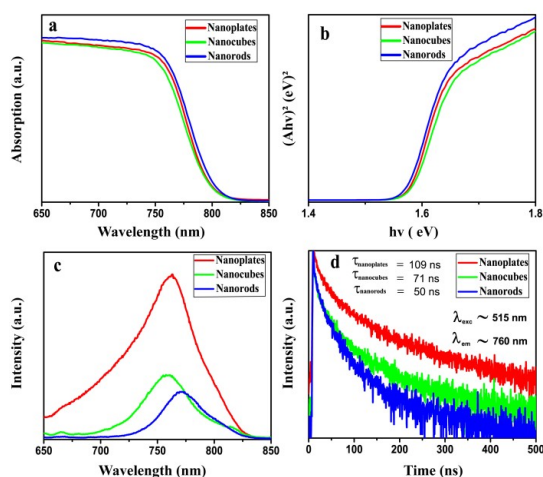 a
Nanoplates
Nanocubes
Nanorods
Absorption (a.u.)
650 700 750 800 850
Wavelength (nm)
b
Nanoplates
Nanocubes
Nanorods
(Ahν)² (eV)²
1.4 1.6 1.8
hν ( eV)
c
Nanoplates
Nanocubes
Nanorods
Intensity (a.u.)
650 700 750 800 850
Wavelength (nm)
d
τnanoplates = 109 ns
τnanocubes = 71 ns
τnanorods = 50 ns
Nanoplates
Nanocubes
Nanorods
λexc ~ 515 nm
λem ~ 760 nm
Intensity (a.u.)
0 100 200 300 400 500
Time (ns)